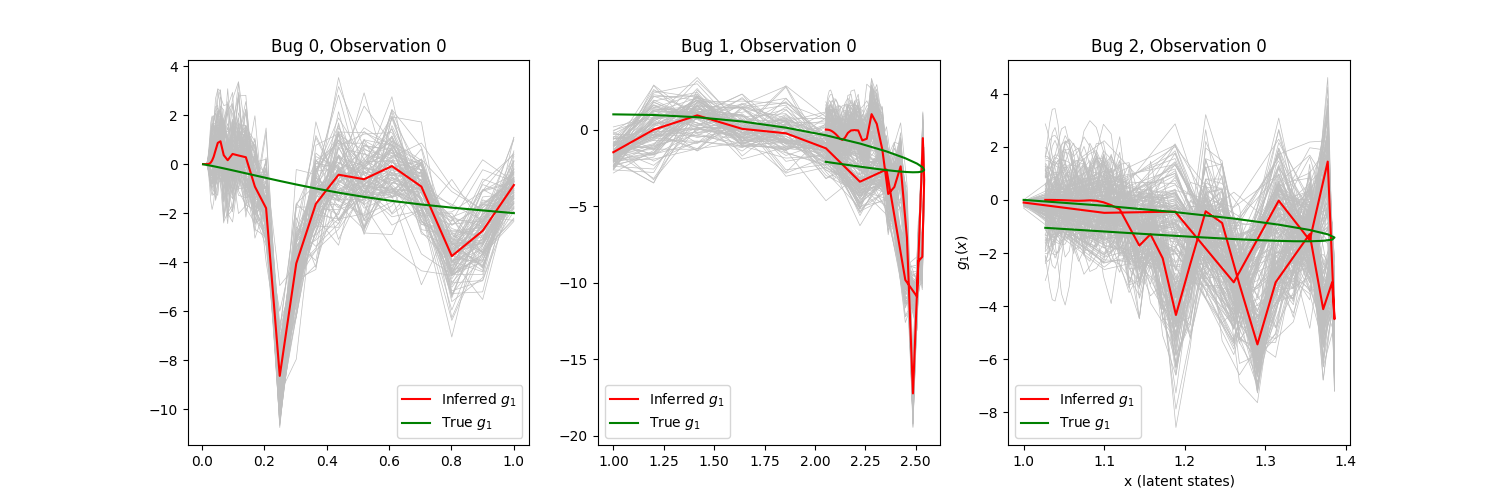 Bug 0, Observation 0
4
2
0
−2
−4
−6
−8
−10
0.0 0.2 0.4 0.6 0.8 1.0
Inferred g₁
True g₁
Bug 1, Observation 0
0
−5
−10
−15
−20
1.00 1.25 1.50 1.75 2.00 2.25 2.50
Inferred g₁
True g₁
Bug 2, Observation 0
g₁(x)
4
2
0
−2
−4
−6
−8
1.0 1.1 1.2 1.3 1.4
x (latent states)
Inferred g₁
True g₁